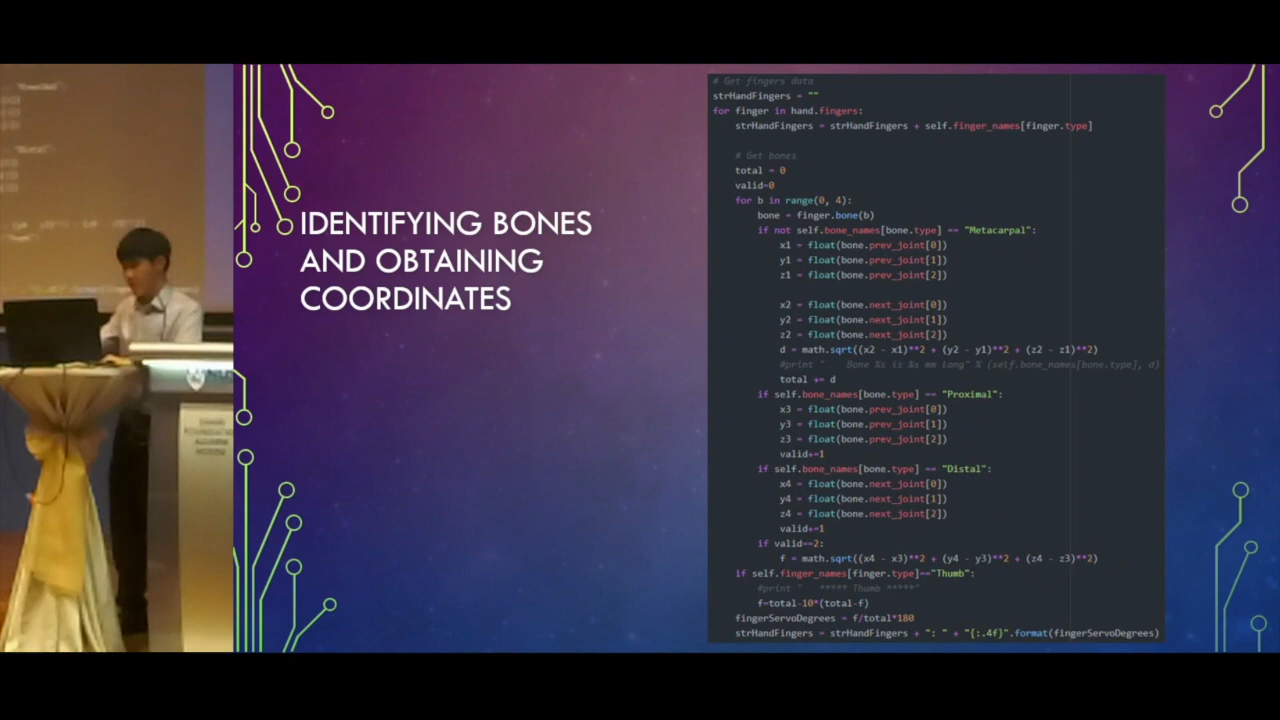 IDENTIFYING BONES
AND OBTAINING
COORDINATES
# Get fingers data
strHandFingers = ""
for finger in hand.fingers:
strHandFingers = strHandFingers + self.finger_names[finger.type]
# Get bones
total = 0
valid=0
for b in range(0, 4):
bone = finger.bone(b)
if not self.bone_names[bone.type] == "Metacarpal":
x1 = float(bone.prev_joint[0])
y1 = float(bone.prev_joint[1])
z1 = float(bone.prev_joint[2])
x2 = float(bone.next_joint[0])
y2 = float(bone.next_joint[1])
z2 = float(bone.next_joint[2])
d = math.sqrt((x2 - x1)**2 + (y2 - y1)**2 + (z2 - z1)**2)
#print " Bone %s is %s mm long" % (self.bone_names[bone.type], d)
total += d
if self.bone_names[bone.type] == "Proximal":
x3 = float(bone.prev_joint[0])
y3 = float(bone.prev_joint[1])
z3 = float(bone.prev_joint[2])
valid+=1
if self.bone_names[bone.type] == "Distal":
x4 = float(bone.next_joint[0])
y4 = float(bone.next_joint[1])
z4 = float(bone.next_joint[2])
valid+=1
if valid==2:
f = math.sqrt((x4 - x3)**2 + (y4 - y3)**2 + (z4 - z3)**2)
if self.finger_names[finger.type]=="Thumb":
#print " ***** Thumb *****"
f=total-10*(total-f)
fingerServoDegrees = f/total*180
strHandFingers = strHandFingers + ": " + "{:.4f}".format(fingerServoDegrees)